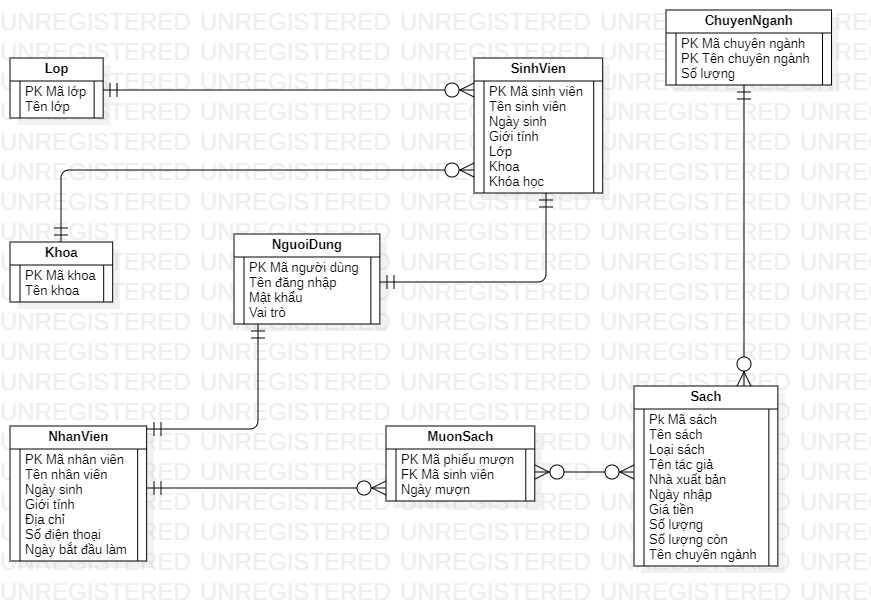 ChuyenNganh
PK Mã chuyên ngành
PK Tên chuyên ngành
Số lượng
Lop
PK Mã lớp
Tên lớp
SinhVien
PK Mã sinh viên
Tên sinh viên
Ngày sinh
Giới tính
Lớp
Khoa
Khóa học
Khoa
PK Mã khoa
Tên khoa
NguoiDung
PK Mã người dùng
Tên đăng nhập
Mật khẩu
Vai trò
NhanVien
PK Mã nhân viên
Tên nhân viên
Ngày sinh
Giới tính
Địa chỉ
Số điện thoại
Ngày bắt đầu làm
MuonSach
PK Mã phiếu mượn
FK Mã sinh viên
Ngày mượn
Sach
Pk Mã sách
Tên sách
Loại sách
Tên tác giả
Nhà xuất bản
Ngày nhập
Giá tiền
Số lượng
Số lượng còn
Tên chuyên ngành
UNREGISTERED